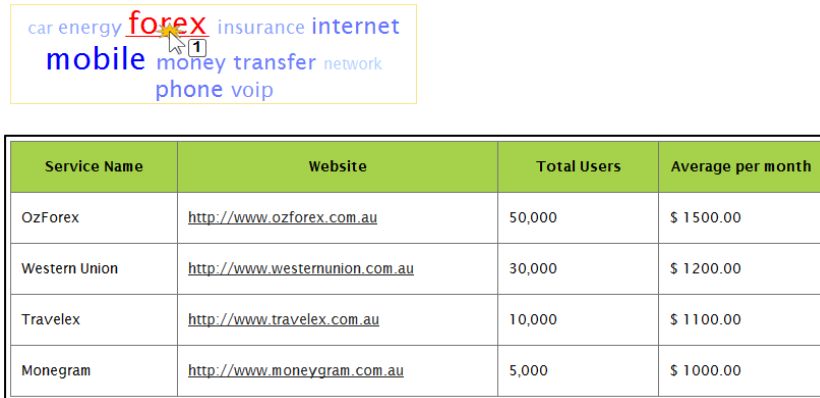 car energy forex insurance internet
1
mobile money transfer network
phone voip
Service Name Website Total Users Average per month
OzForex http://www.ozforex.com.au 50,000 $ 1500.00
Western Union http://www.westernunion.com.au 30,000 $ 1200.00
Travelex http://www.travelex.com.au 10,000 $ 1100.00
Monegram http://www.moneygram.com.au 5,000 $ 1000.00